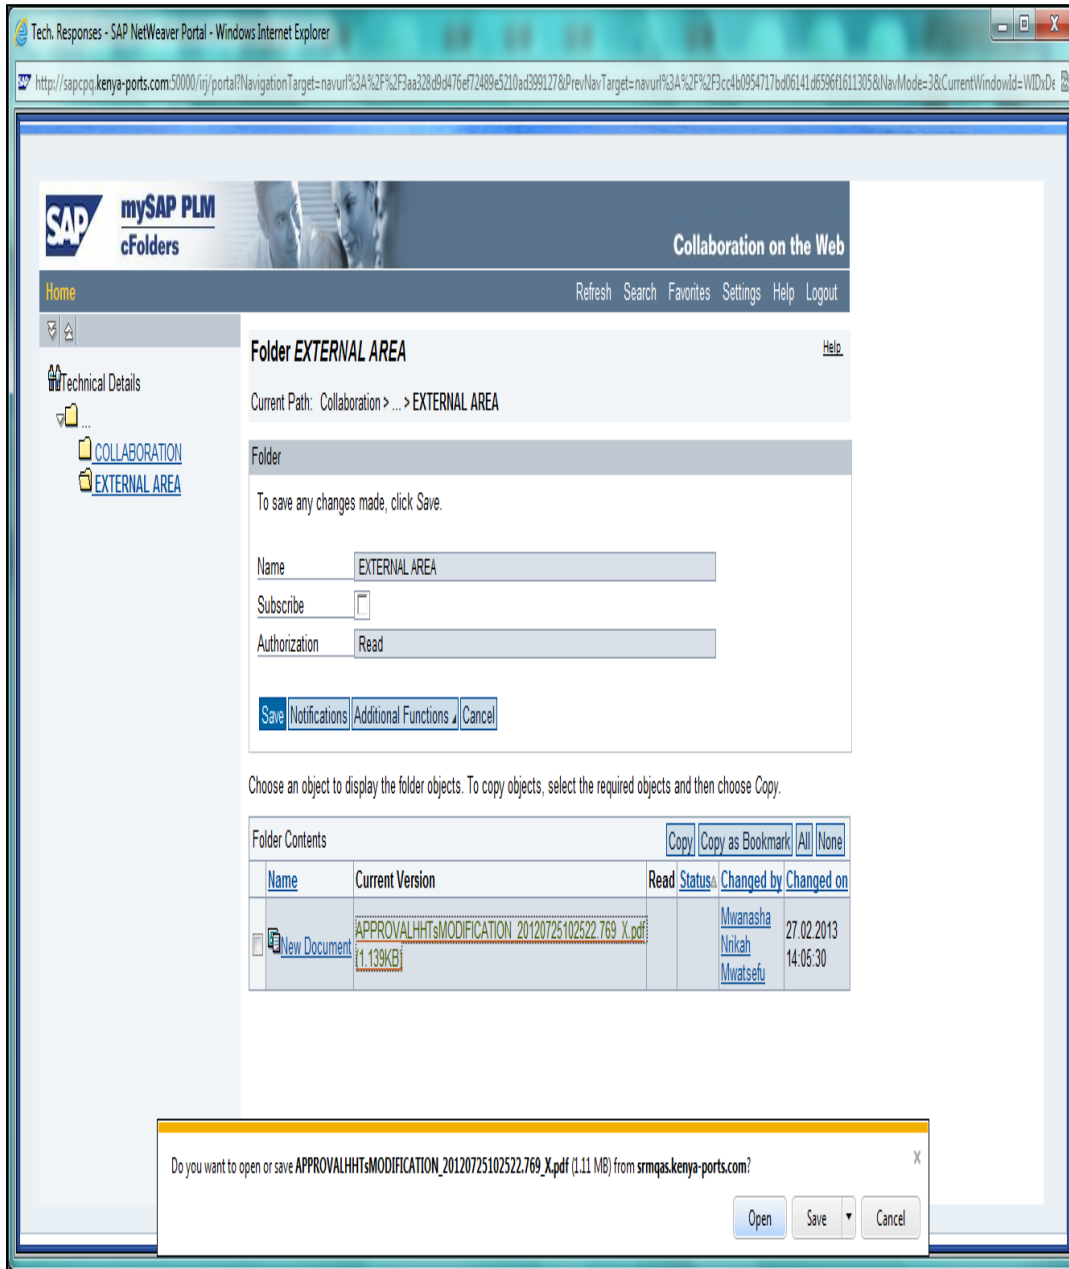 Tech. Responses - SAP NetWeaver Portal - Windows Internet Explorer
http://sapcpq.kenya-ports.com:50000/irj/portal?NavigationTarget=navurl%3A%2F%2F3aa328d9d476ef72489e5210ad399127&PrevNavTarget=navurl%3A%2F%2F3cc4b0954717bd06141d6596f1611305&NavMode=3&CurrentWindowId=WIDxDe
SAP
mySAP PLM
cFolders
Collaboration on the Web
Home
Refresh Search Favorites Settings Help Logout
Folder EXTERNAL AREA
Help
Technical Details
Current Path: Collaboration > ... > EXTERNAL AREA
...
COLLABORATION
EXTERNAL AREA
Folder
To save any changes made, click Save.
Name EXTERNAL AREA
Subscribe
Authorization Read
Save Notifications Additional Functions Cancel
Choose an object to display the folder objects. To copy objects, select the required objects and then choose Copy.
Folder Contents Copy Copy as Bookmark All None
Name Current Version Read Status Changed by Changed on
New Document
APPROVALHHTsMODIFICATION_20120725102522.769_X.pdf
(1.139KB)
Mwanasha
Nrikah
Mwatsefu
27.02.2013
14:05:30
Do you want to open or save APPROVALHHTsMODIFICATION_20120725102522.769_X.pdf (1.11 MB) from srmqas.kenya-ports.com?
X
Open Save Cancel